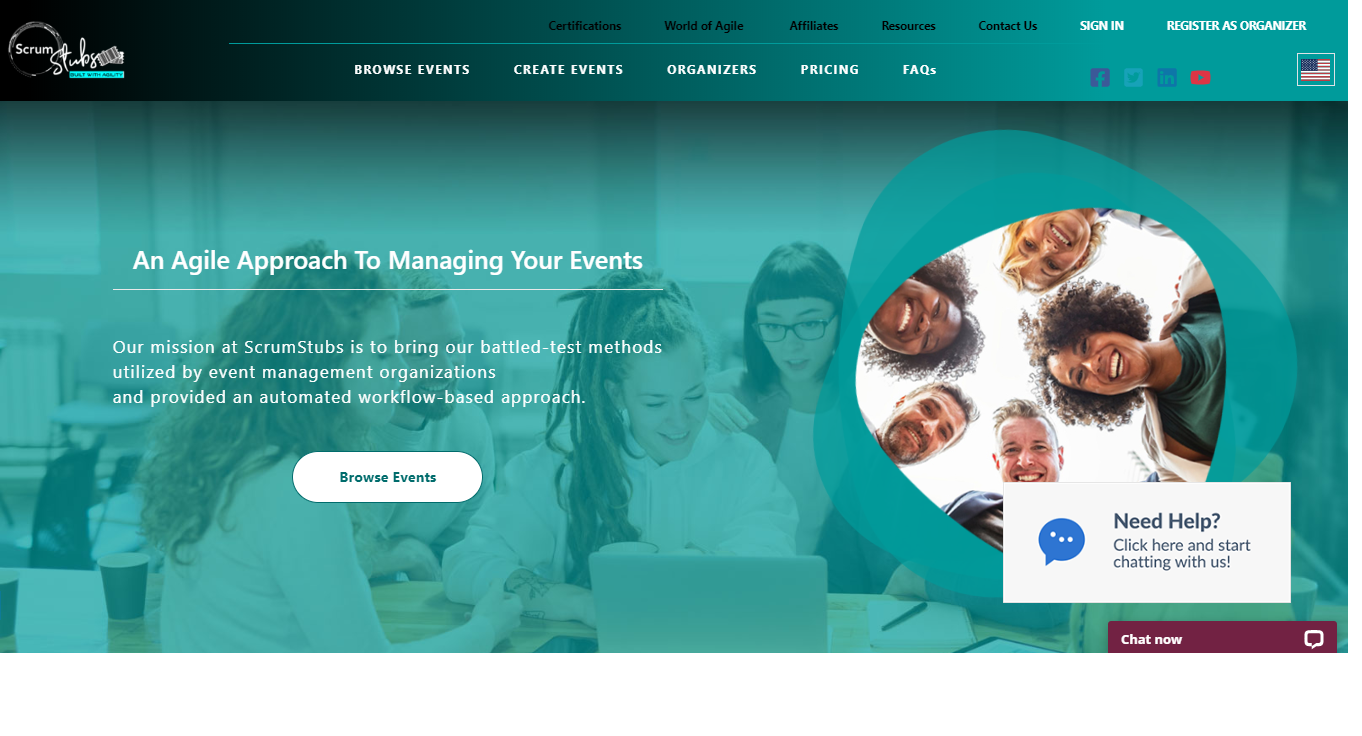 Certifications World of Agile Affiliates Resources Contact Us SIGN IN REGISTER AS ORGANIZER
Scrum
Stubs
BUILT WITH AGILITY
BROWSE EVENTS CREATE EVENTS ORGANIZERS PRICING FAQs
An Agile Approach To Managing Your Events
Our mission at ScrumStubs is to bring our battled-test methods
utilized by event management organizations
and provided an automated workflow-based approach.
Browse Events
Need Help?
Click here and start
chatting with us!
Chat now